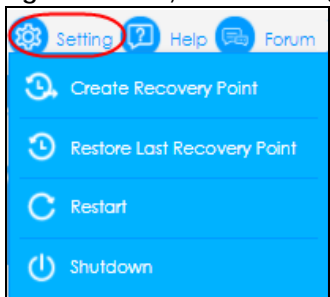 Setting Help Forum
Create Recovery Point
Restore Last Recovery Point
Restart
Shutdown